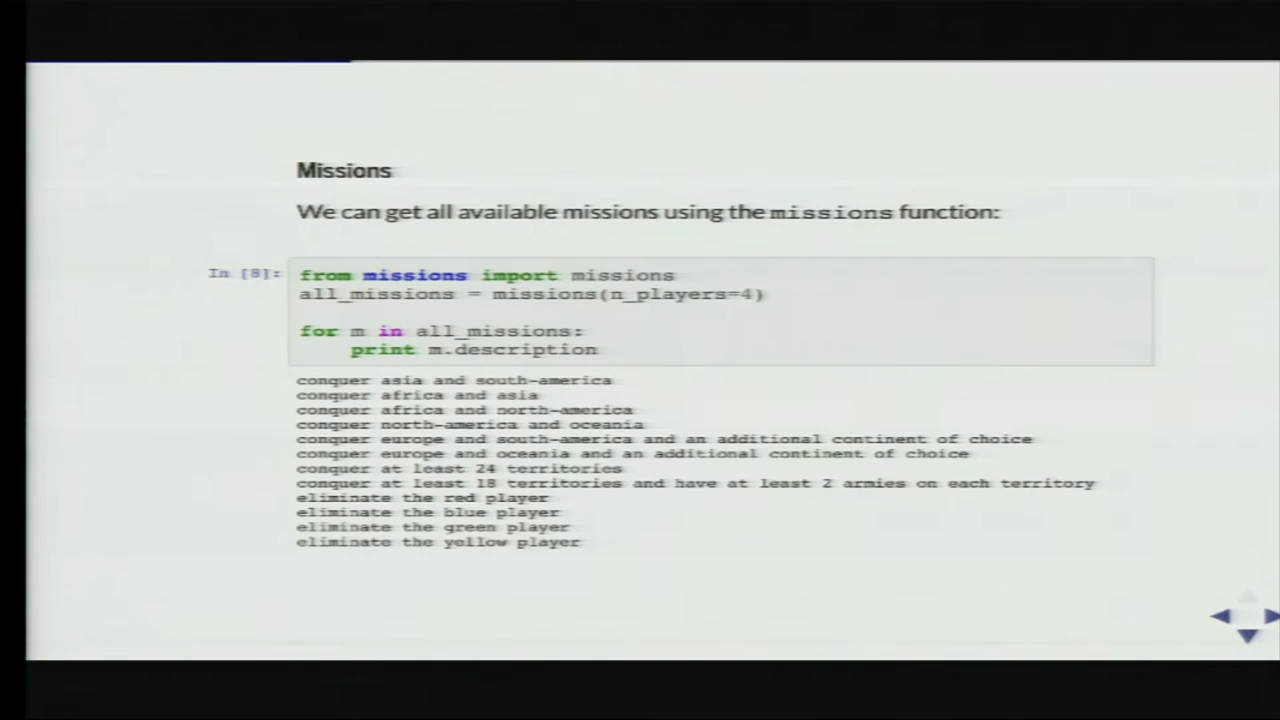 Missions
We can get all available missions using the missions function:
In [8]:
from missions import missions
all_missions = missions(n_players=4)
for m in all_missions:
    print m.description
conquer asia and south-america
conquer africa and asia
conquer africa and north-america
conquer north-america and oceania
conquer europe and south-america and an additional continent of choice
conquer europe and oceania and an additional continent of choice
conquer at least 24 territories
conquer at least 18 territories and have at least 2 armies on each territory
eliminate the red player
eliminate the blue player
eliminate the green player
eliminate the yellow player